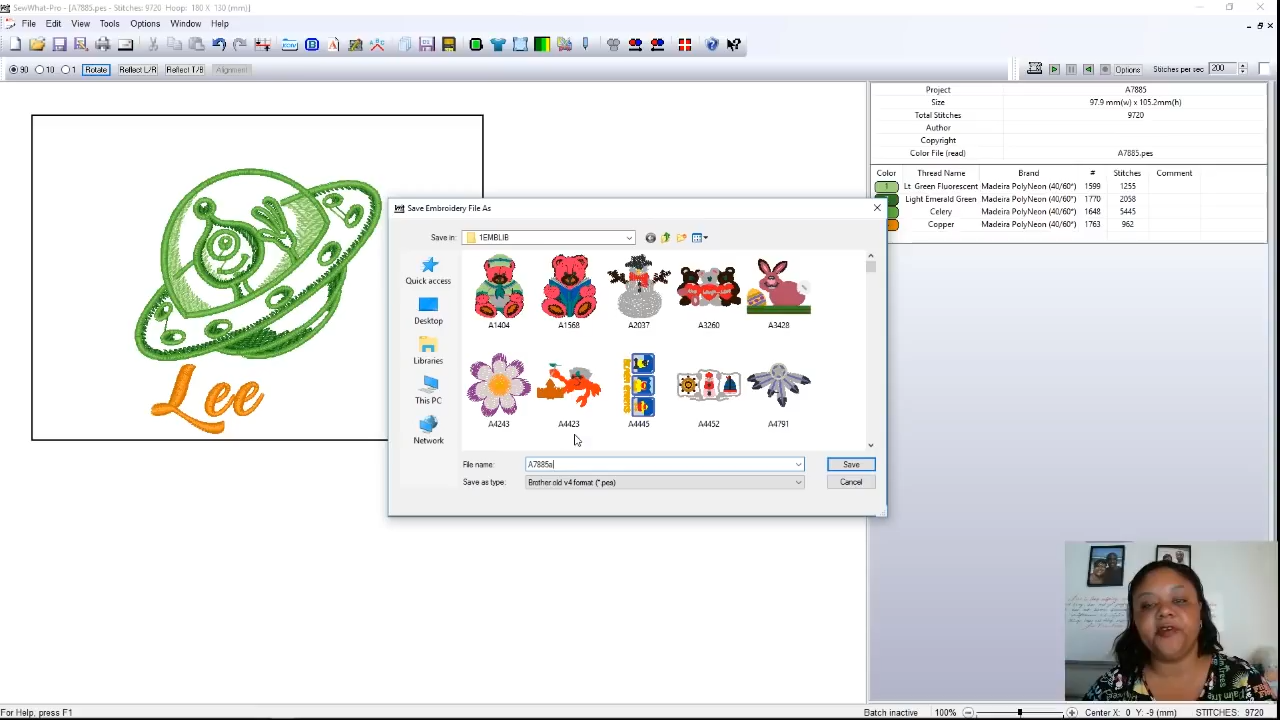 SewWhat-Pro - [A7885.pes - Stitches: 9720 Hoop: 180 X 130 (mm)]
File Edit View Tools Options Window Help
90 10 1 Rotate Reflect L/R Reflect T/B Alignment
Options Stitches per sec 200
Project A7885
Size 97.9 mm(w) x 105.2mm(h)
Total Stitches 9720
Author
Copyright
Color File (read) A7885.pes
Color Thread Name Brand # Stitches Comment
1 Lt. Green Fluorescent Madeira PolyNeon (40/60*) 1599 1255
Light Emerald Green Madeira PolyNeon (40/60*) 1770 2058
Celery Madeira PolyNeon (40/60*) 1648 5445
Copper Madeira PolyNeon (40/60*) 1763 962
Lee
Save Embroidery File As
Save in: 1EMBLIB
Quick access
Desktop
Libraries
This PC
Network
A1404 A1568 A2037 A3260 A3428
A4243 A4423 A4445 A4452 A4791
File name: A7885a
Save
Save as type: Brother old v4 format (*.pes)
Cancel
For Help, press F1
Batch inactive 100% Center X: 0 Y: -9 (mm) STITCHES: 9720